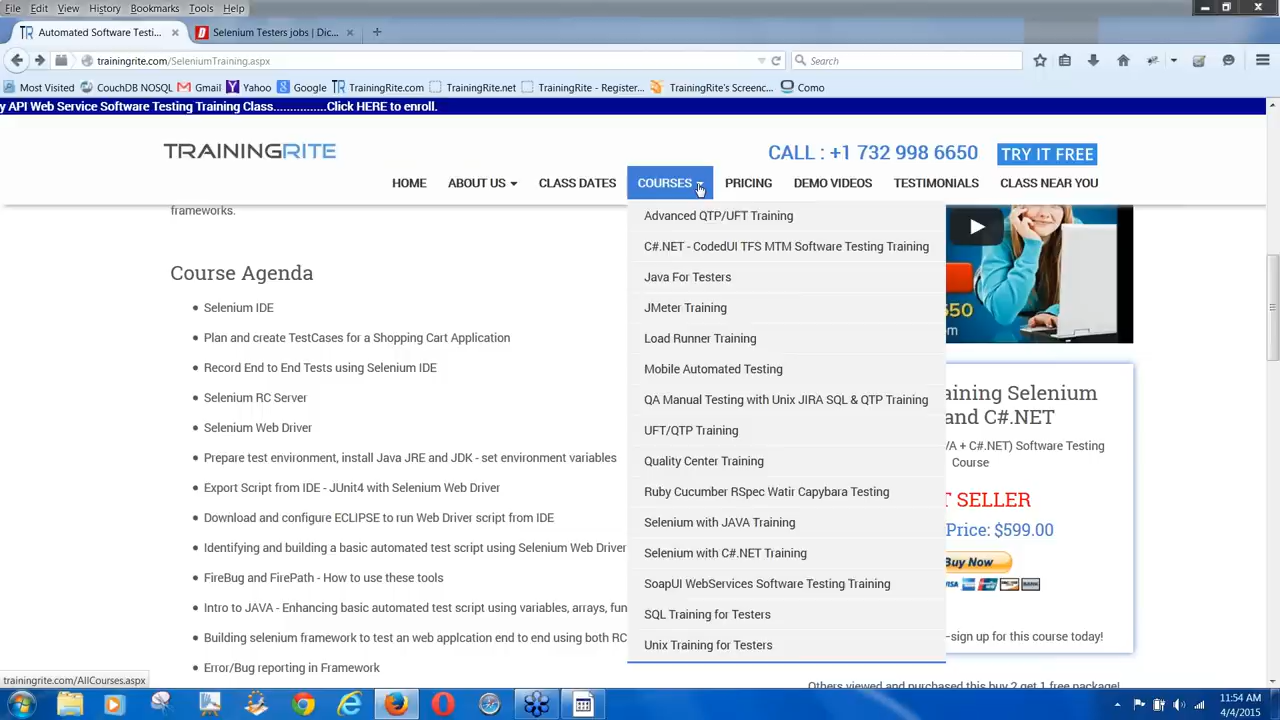 File Edit View History Bookmarks Tools Help
Automated Software Testi... × Selenium Testers jobs | Dic... × +
trainingrite.com/SeleniumTraining.aspx Search
Most Visited CouchDB NOSQL Gmail Yahoo Google TrainingRite.com TrainingRite.net TrainingRite - Register... TrainingRite's Screenc... Como
y API Web Service Software Testing Training Class...............Click HERE to enroll.
TRAININGRITE CALL : +1 732 998 6650 TRY IT FREE
HOME ABOUT US CLASS DATES COURSES PRICING DEMO VIDEOS TESTIMONIALS CLASS NEAR YOU
frameworks.
Course Agenda
Selenium IDE
Plan and create TestCases for a Shopping Cart Application
Record End to End Tests using Selenium IDE
Selenium RC Server
Selenium Web Driver
Prepare test environment, install Java JRE and JDK - set environment variables
Export Script from IDE - JUnit4 with Selenium Web Driver
Download and configure ECLIPSE to run Web Driver script from IDE
Identifying and building a basic automated test script using Selenium Web Driver
FireBug and FirePath - How to use these tools
Intro to JAVA - Enhancing basic automated test script using variables, arrays, fun
Building selenium framework to test an web applcation end to end using both RC
Error/Bug reporting in Framework
Advanced QTP/UFT Training
C#.NET - CodedUI TFS MTM Software Testing Training
Java For Testers
JMeter Training
Load Runner Training
Mobile Automated Testing
QA Manual Testing with Unix JIRA SQL & QTP Training
UFT/QTP Training
Quality Center Training
Ruby Cucumber RSpec Watir Capybara Testing
Selenium with JAVA Training
Selenium with C#.NET Training
SoapUI WebServices Software Testing Training
SQL Training for Testers
Unix Training for Testers
550
om
aining Selenium
and C#.NET
VA + C#.NET) Software Testing
Course
T SELLER
Price: $599.00
Buy Now
VISA BANK
-sign up for this course today!
Others viewed and purchased this buy 2 get 1 free package!
trainingrite.com/AllCourses.aspx
11:54 AM
4/4/2015